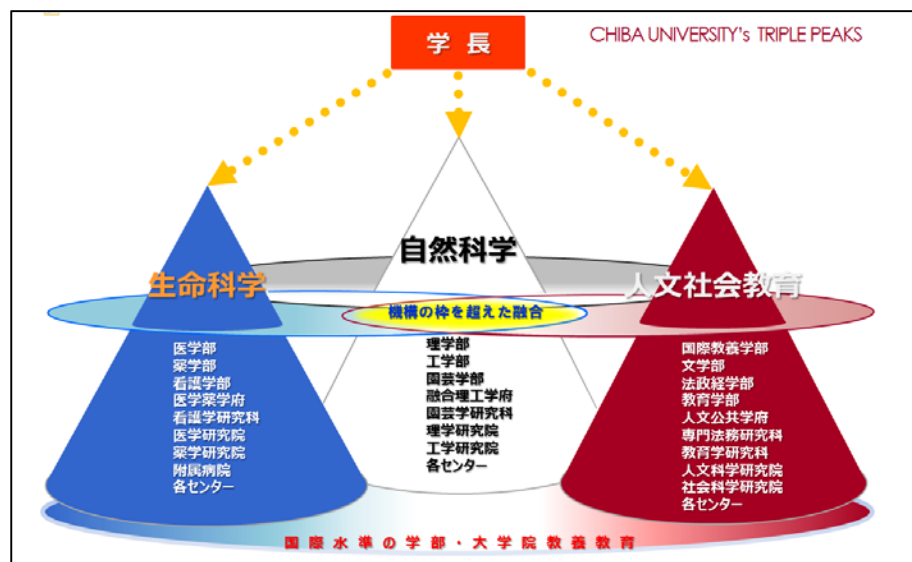 学長
CHIBA UNIVERSITY's TRIPLE PEAKS
自然科学
生命科学
人文社会教育
機構の枠を超えた融合
医学部
薬学部
看護学部
医学薬学府
看護学研究科
医学研究院
薬学研究院
附属病院
各センター
理学部
工学部
園芸学部
融合理工学府
園芸学研究科
理学研究院
工学研究院
各センター
国際教養学部
文学部
法政経学部
教育学部
人文公共学府
専門法務研究科
教育学研究科
人文科学研究院
社会科学研究院
各センター
国際水準の学部・大学院教養教育